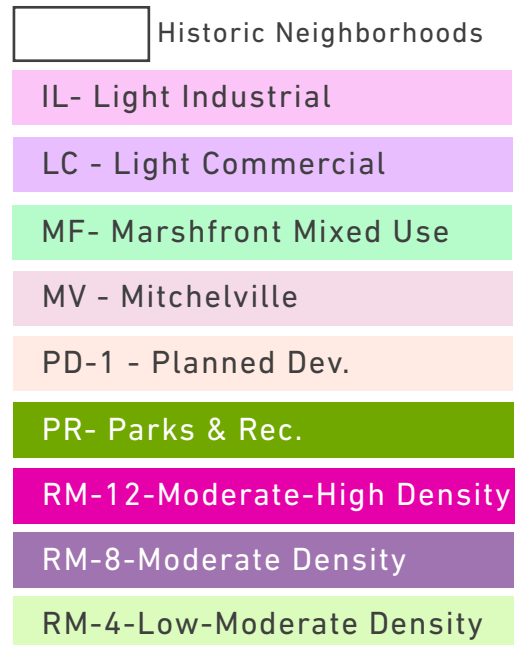 Historic Neighborhoods
IL- Light Industrial
LC - Light Commercial
MF- Marshfront Mixed Use
MV - Mitchelville
PD-1 - Planned Dev.
PR- Parks & Rec.
RM-12-Moderate-High Density
RM-8-Moderate Density
RM-4-Low-Moderate Density